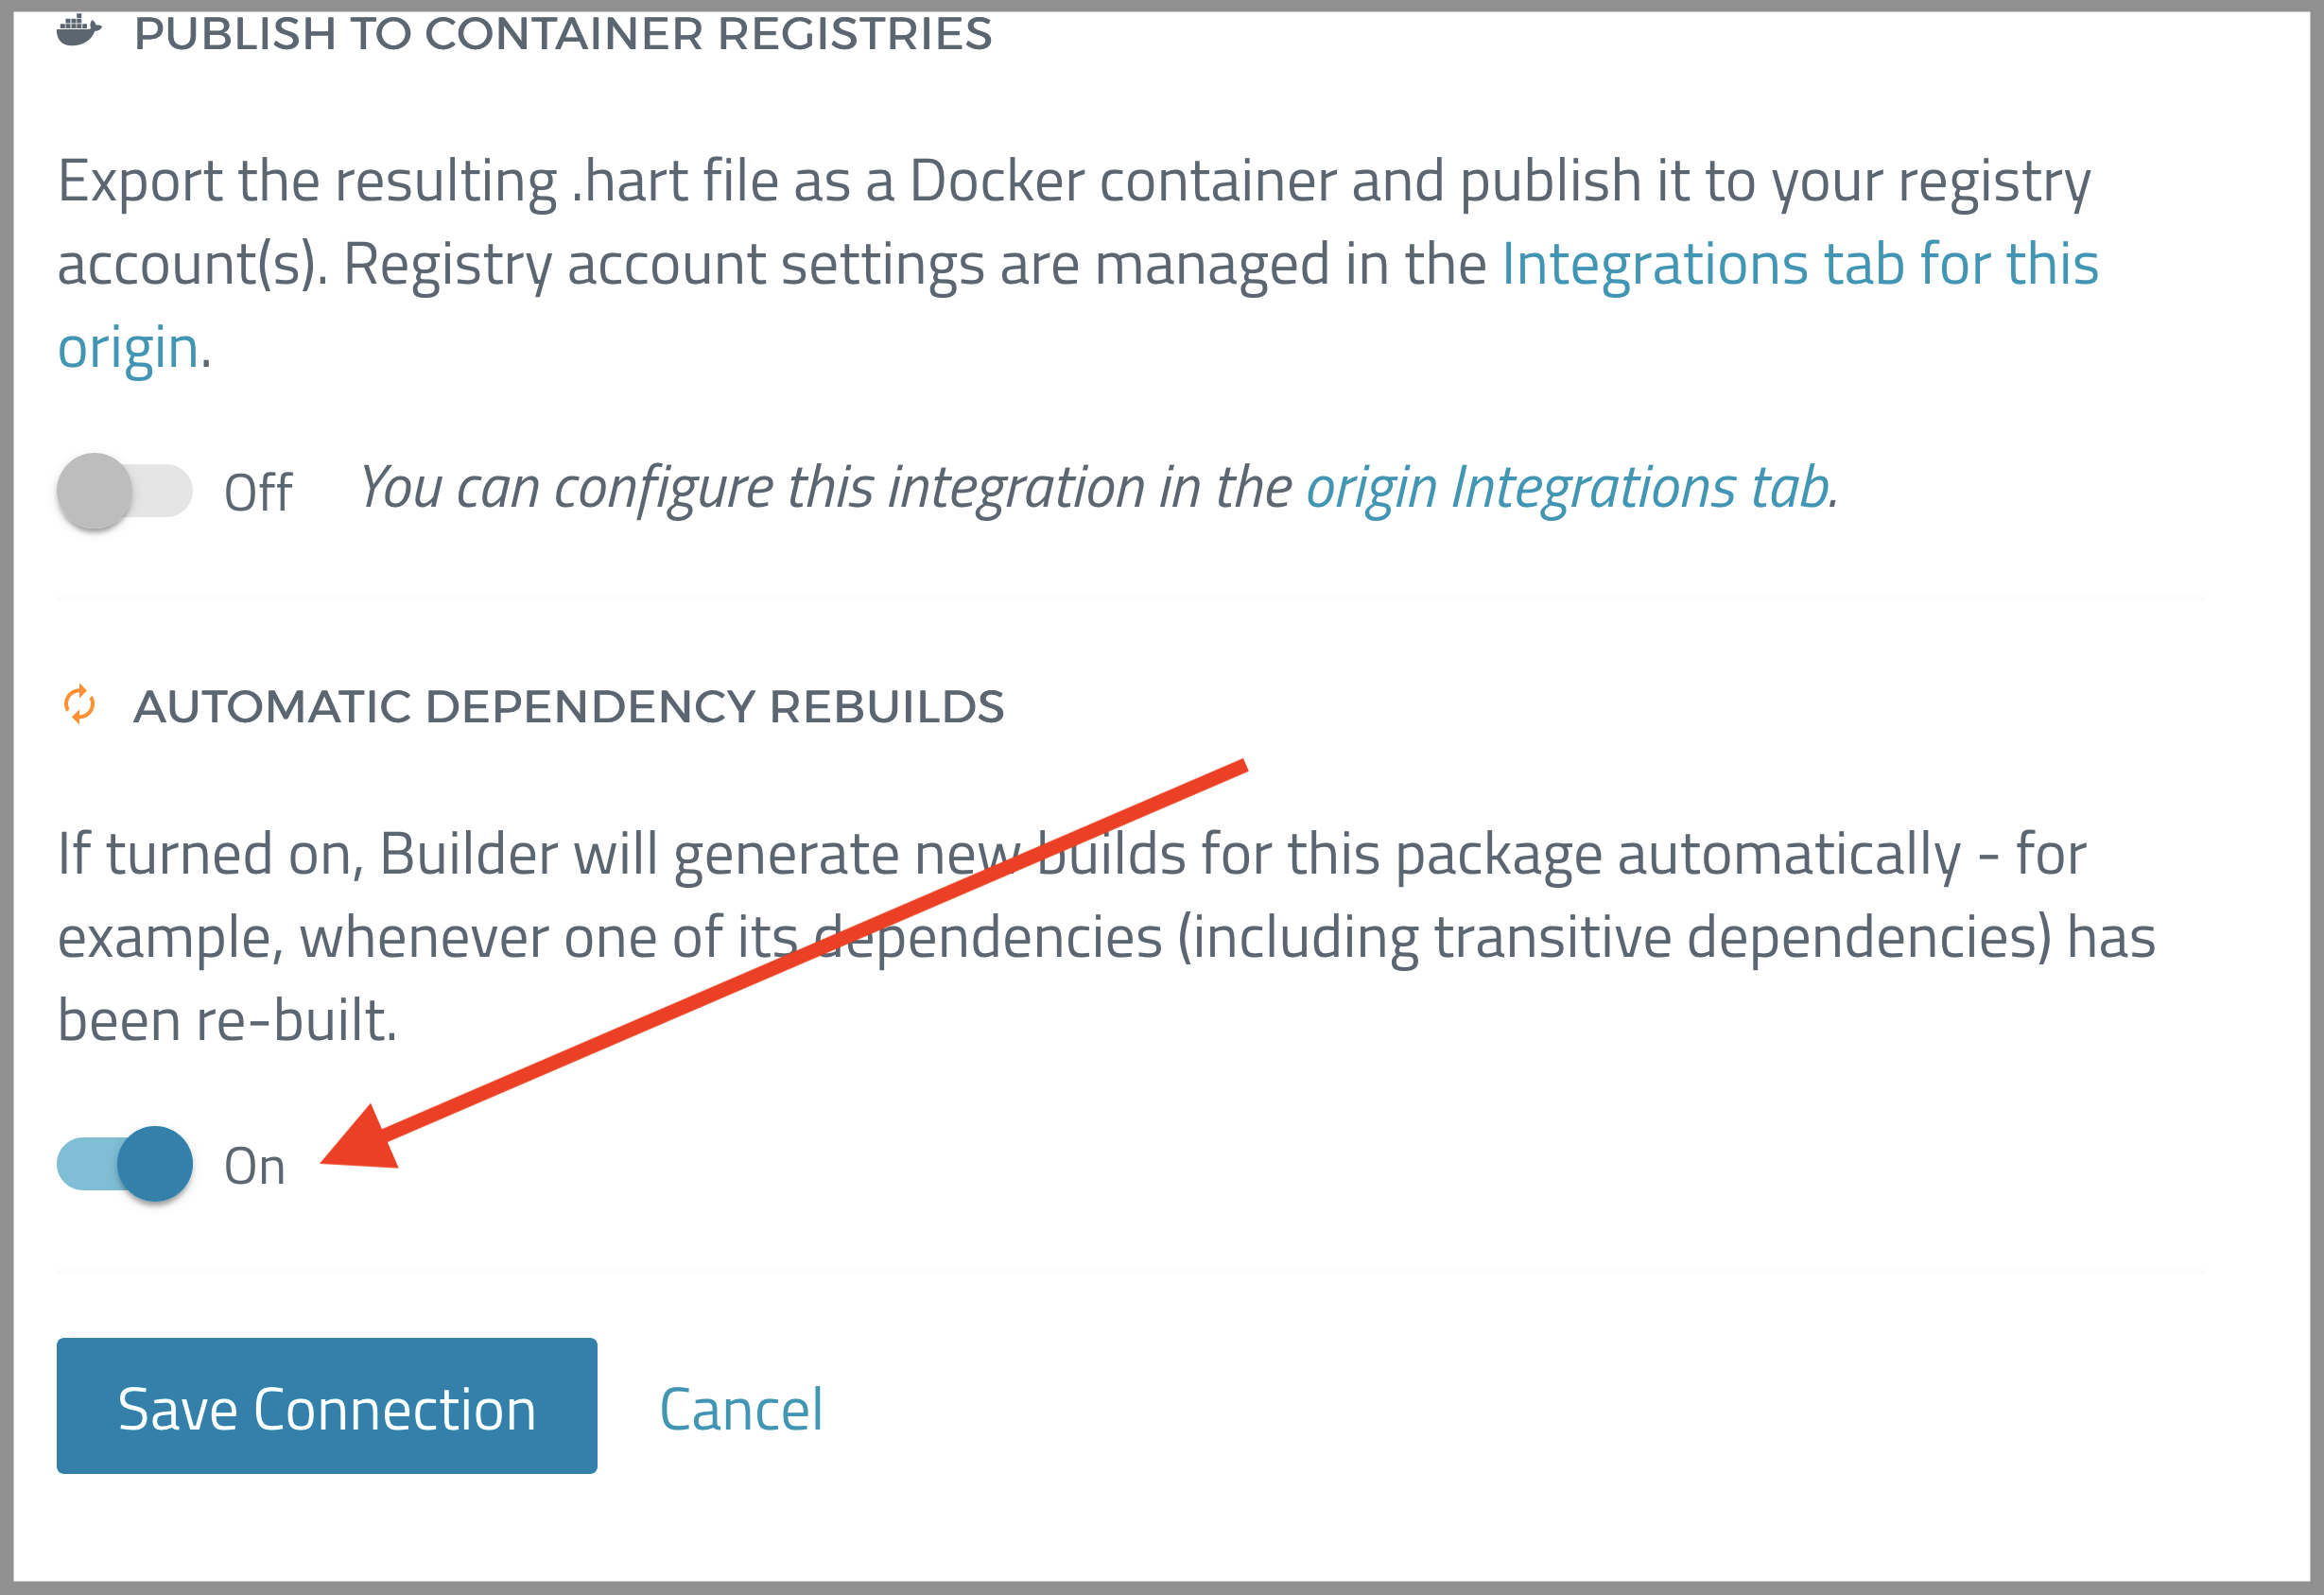 PUBLISH TO CONTAINER REGISTRIES
Export the resulting .hart file as a Docker container and publish it to your registry
account(s). Registry account settings are managed in the Integrations tab for this
origin.
Off You can configure this integration in the origin Integrations tab.
AUTOMATIC DEPENDENCY REBUILDS
If turned on, Builder will generate new builds for this package automatically - for
example, whenever one of its dependencies (including transitive dependencies) has
been re-built.
On
Save Connection Cancel